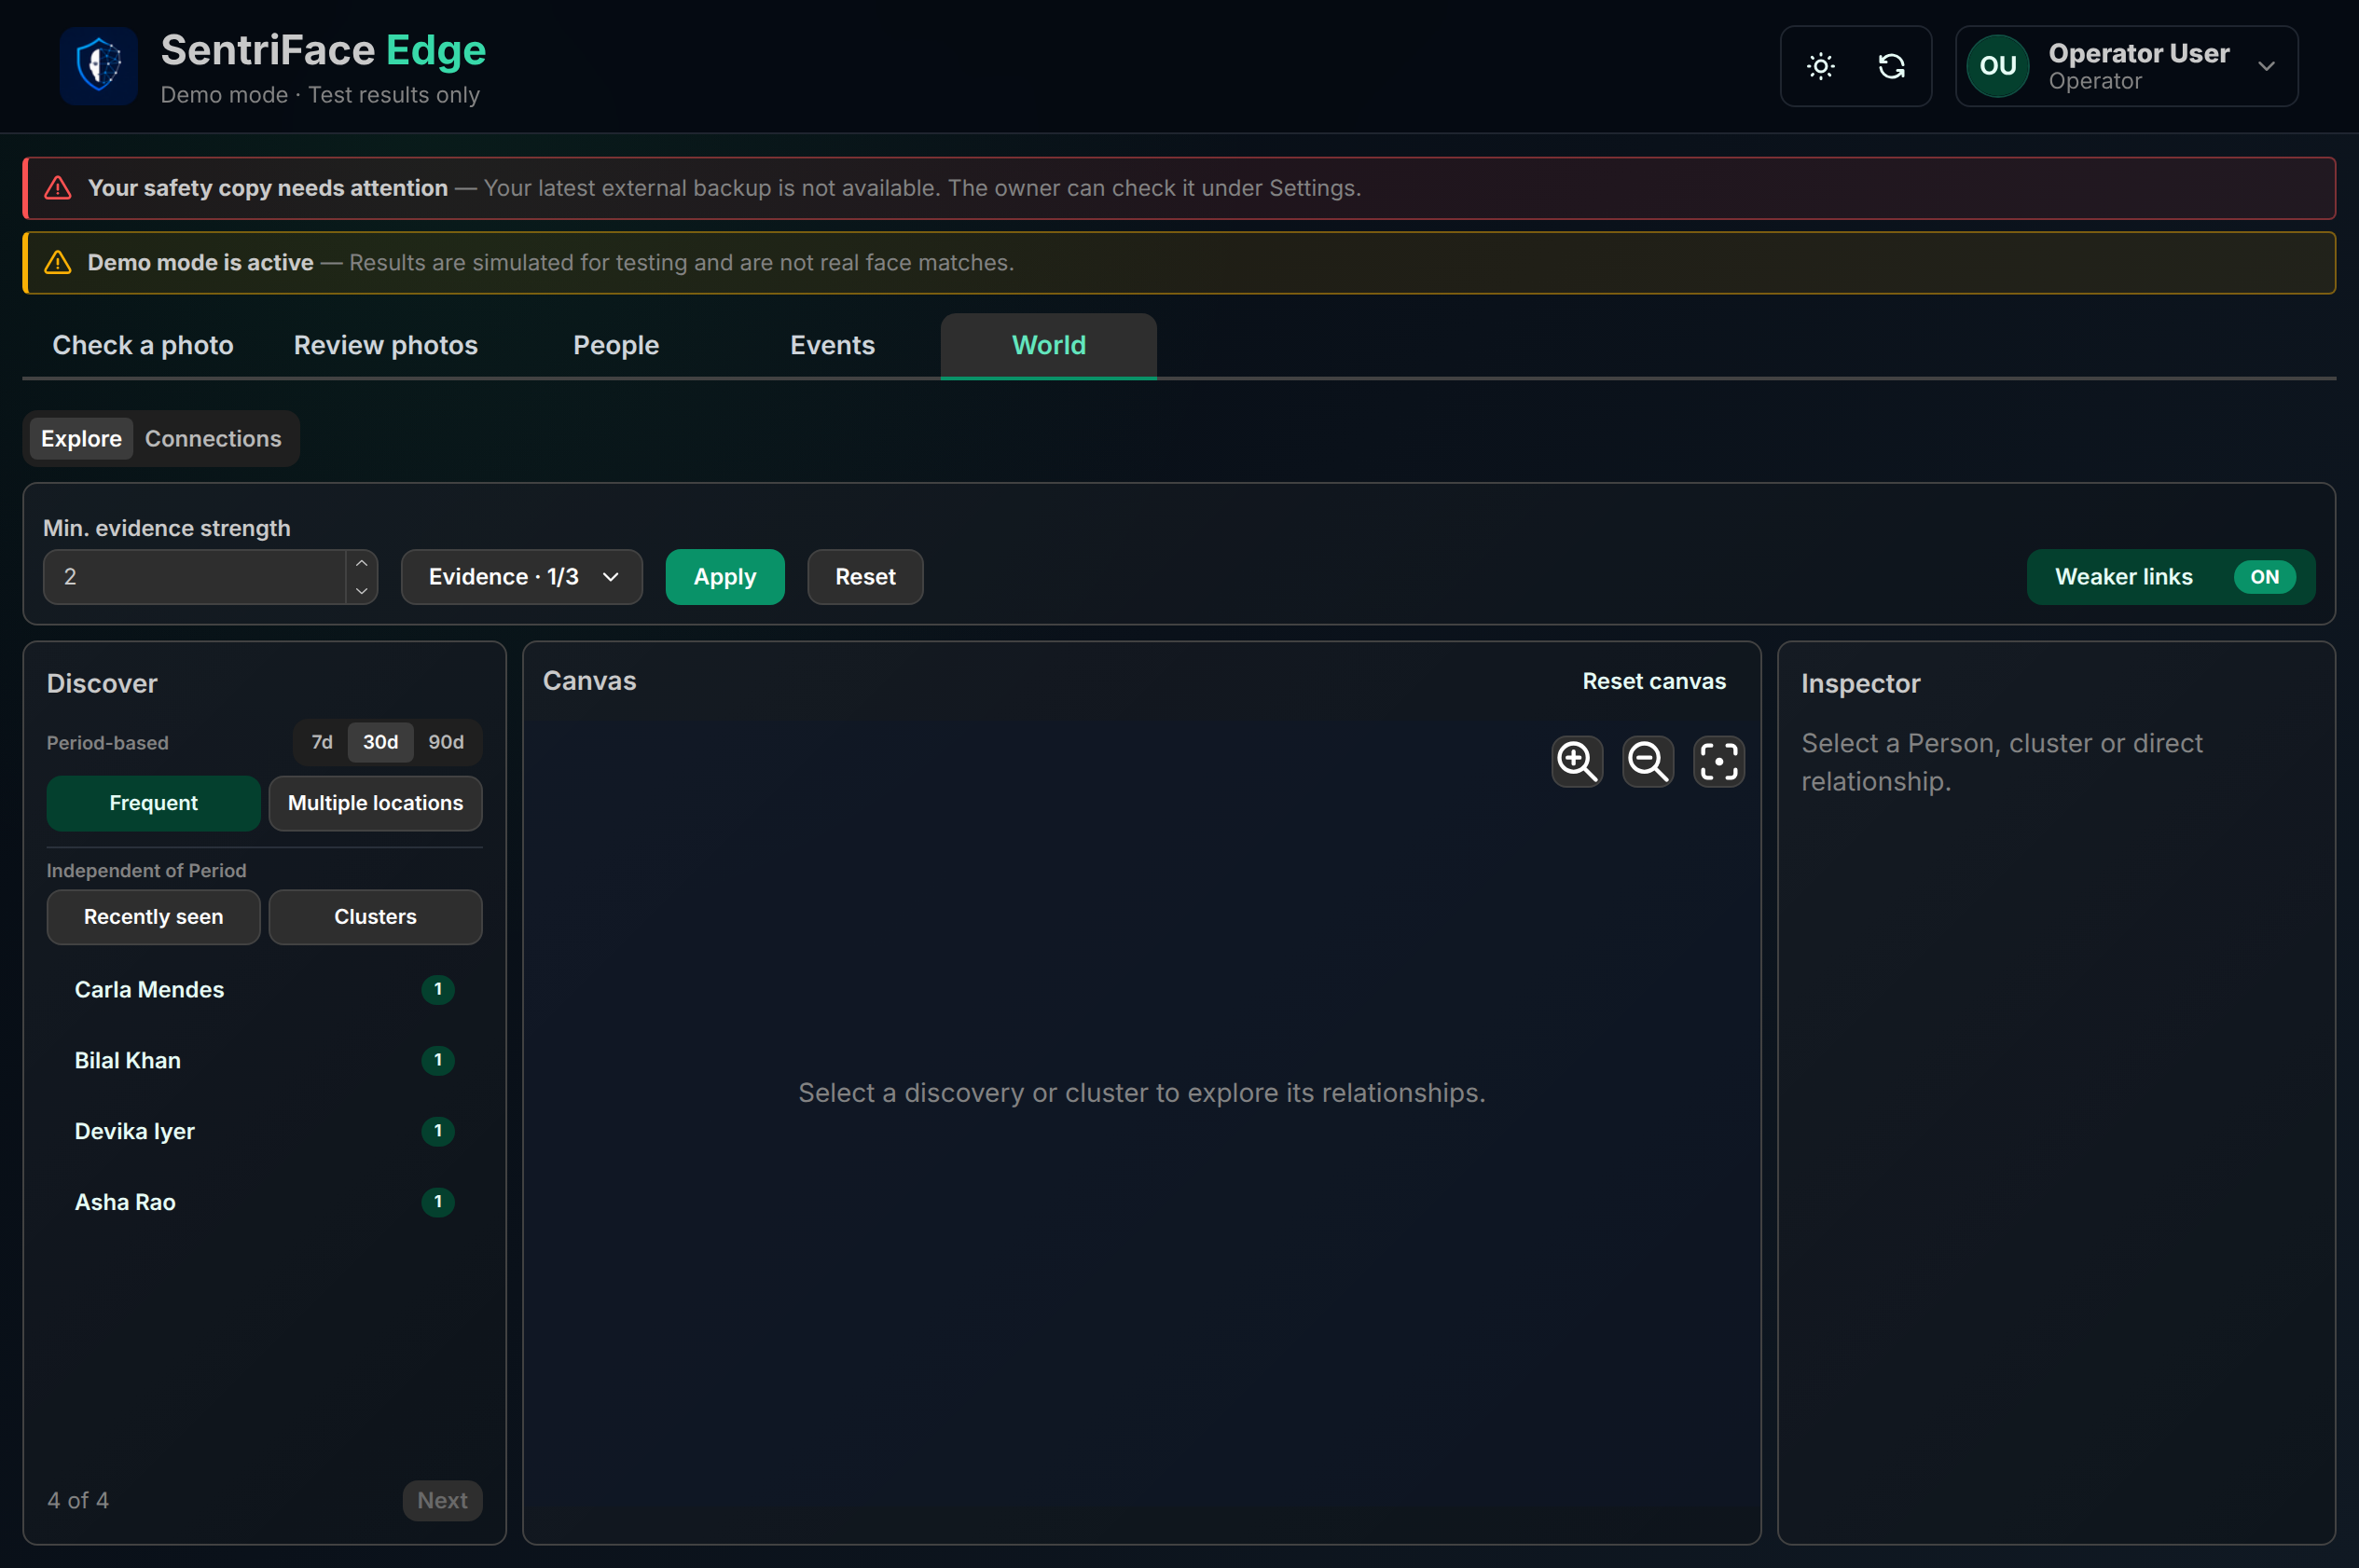 SentriFace Edge
Demo mode · Test results only
OU
Operator User
Operator
Your safety copy needs attention — Your latest external backup is not available. The owner can check it under Settings.
Demo mode is active — Results are simulated for testing and are not real face matches.
Check a photo
Review photos
People
Events
World
Explore
Connections
Min. evidence strength
2
Evidence · 1/3
Apply
Reset
Weaker links
ON
Discover
Period-based
7d
30d
90d
Frequent
Multiple locations
Independent of Period
Recently seen
Clusters
Carla Mendes
1
Bilal Khan
1
Devika Iyer
1
Asha Rao
1
4 of 4
Next
Canvas
Reset canvas
Select a discovery or cluster to explore its relationships.
Inspector
Select a Person, cluster or direct
relationship.